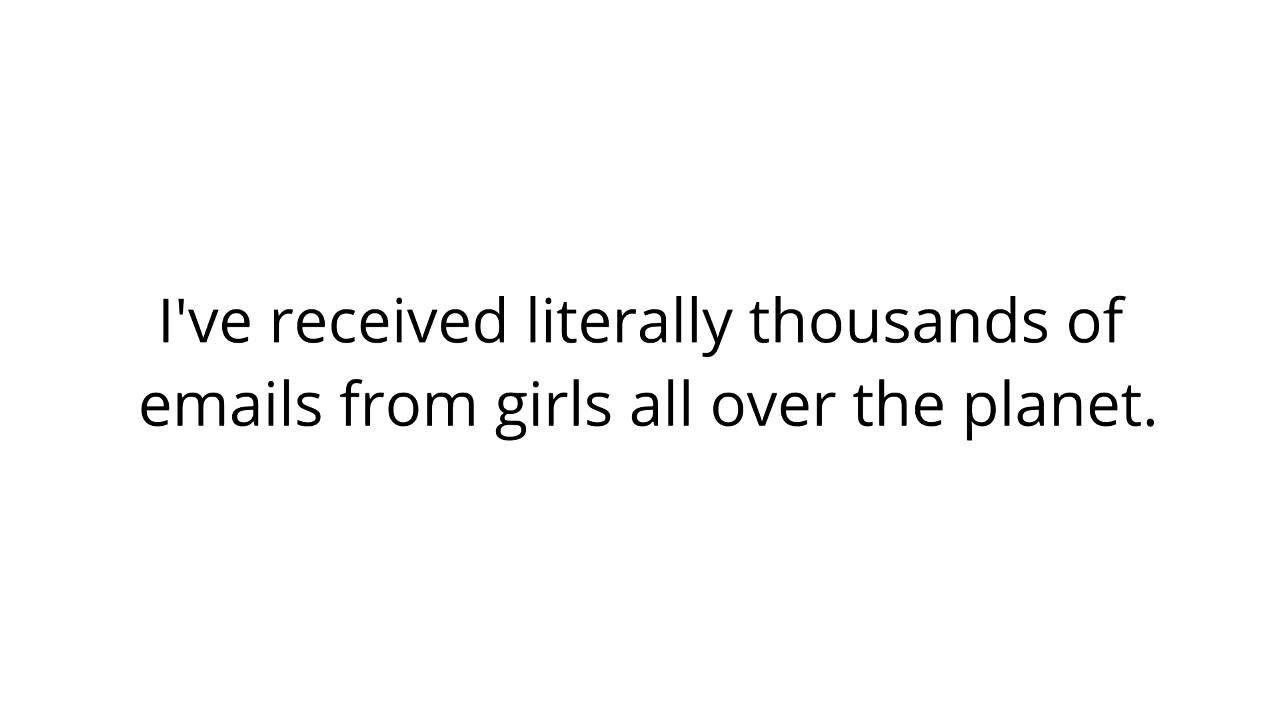 I've received literally thousands of
emails from girls all over the planet.